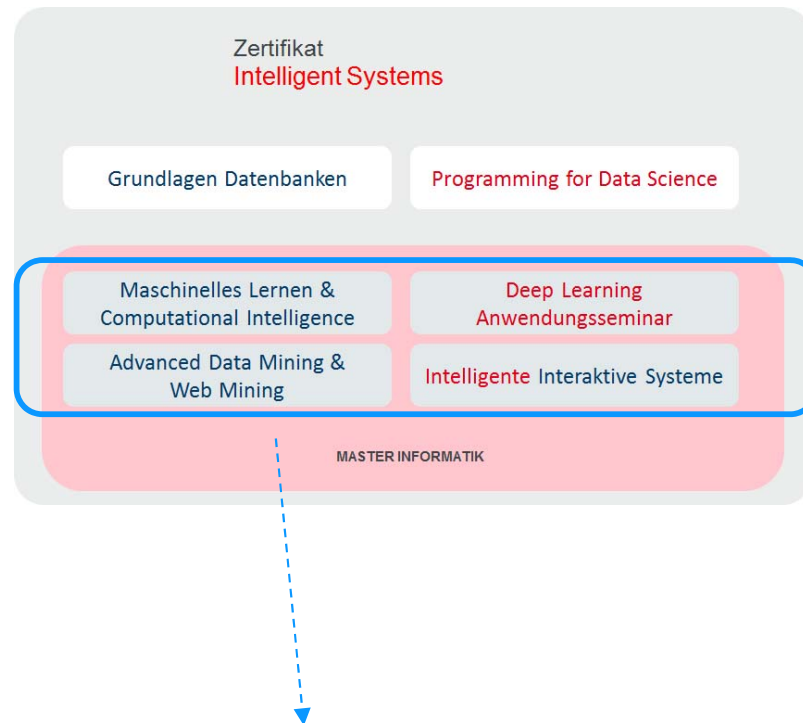 Zertifikat
Intelligent Systems
Grundlagen Datenbanken
Programming for Data Science
Maschinelles Lernen &
Computational Intelligence
Deep Learning
Anwendungsseminar
Advanced Data Mining &
Web Mining
Intelligente Interaktive Systeme
MASTER INFORMATIK